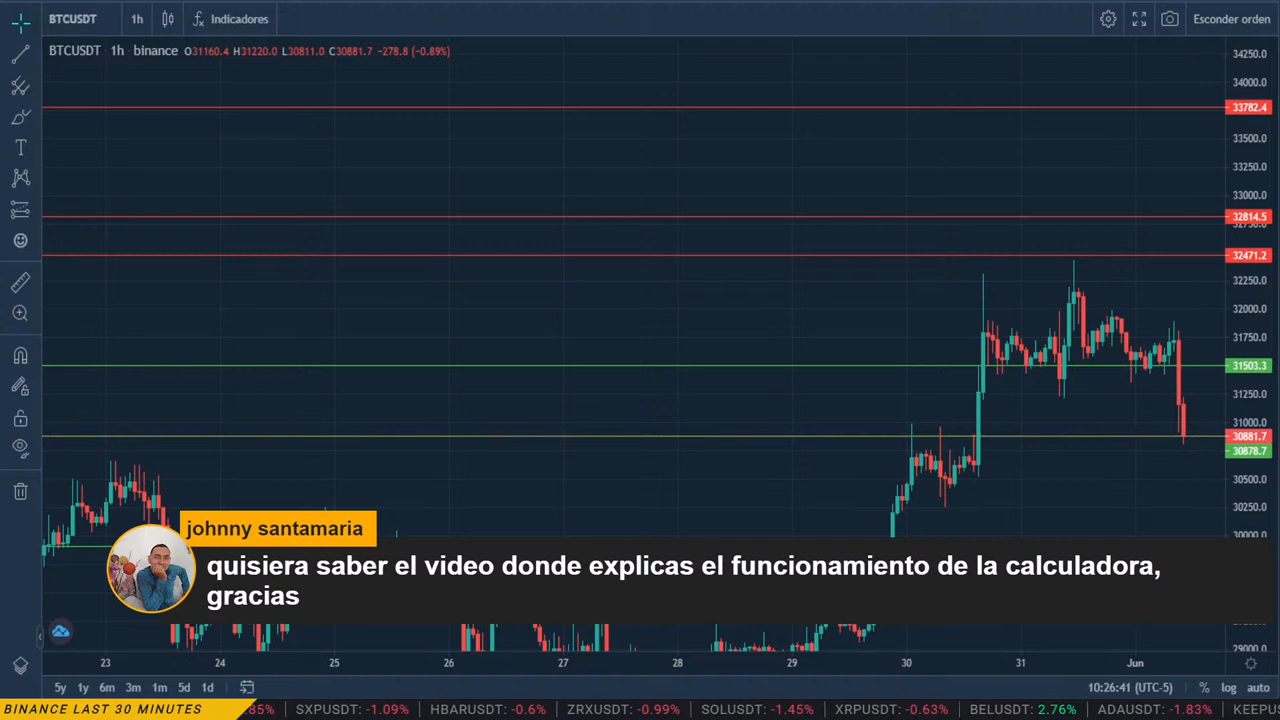 BTCUSDT 1h Indicadores Esconder orden
BTCUSDT 1h binance O31160.4 H31220.0 L30811.0 C30881.7 -278.8 (-0.89%)
34250.0
34000.0
33782.4
33500.0
33250.0
33000.0
32814.5
32750.0
32471.2
32250.0
32000.0
31750.0
31503.3
31250.0
31000.0
30881.7
30878.7
30500.0
30250.0
30000.0
johnny santamaria
quisiera saber el video donde explicas el funcionamiento de la calculadora,
gracias
29000.0
23 24 25 26 27 28 29 30 31 Jun
5y 1y 6m 3m 1m 5d 1d 10:26:41 (UTC-5) % log auto
BINANCE LAST 30 MINUTES .85% SXPUSDT: -1.09% HBARUSDT: -0.6% ZRXUSDT: -0.99% SOLUSDT: -1.45% XRPUSDT: -0.63% BELUSDT: 2.76% ADAUSDT: -1.83% KEEPUS